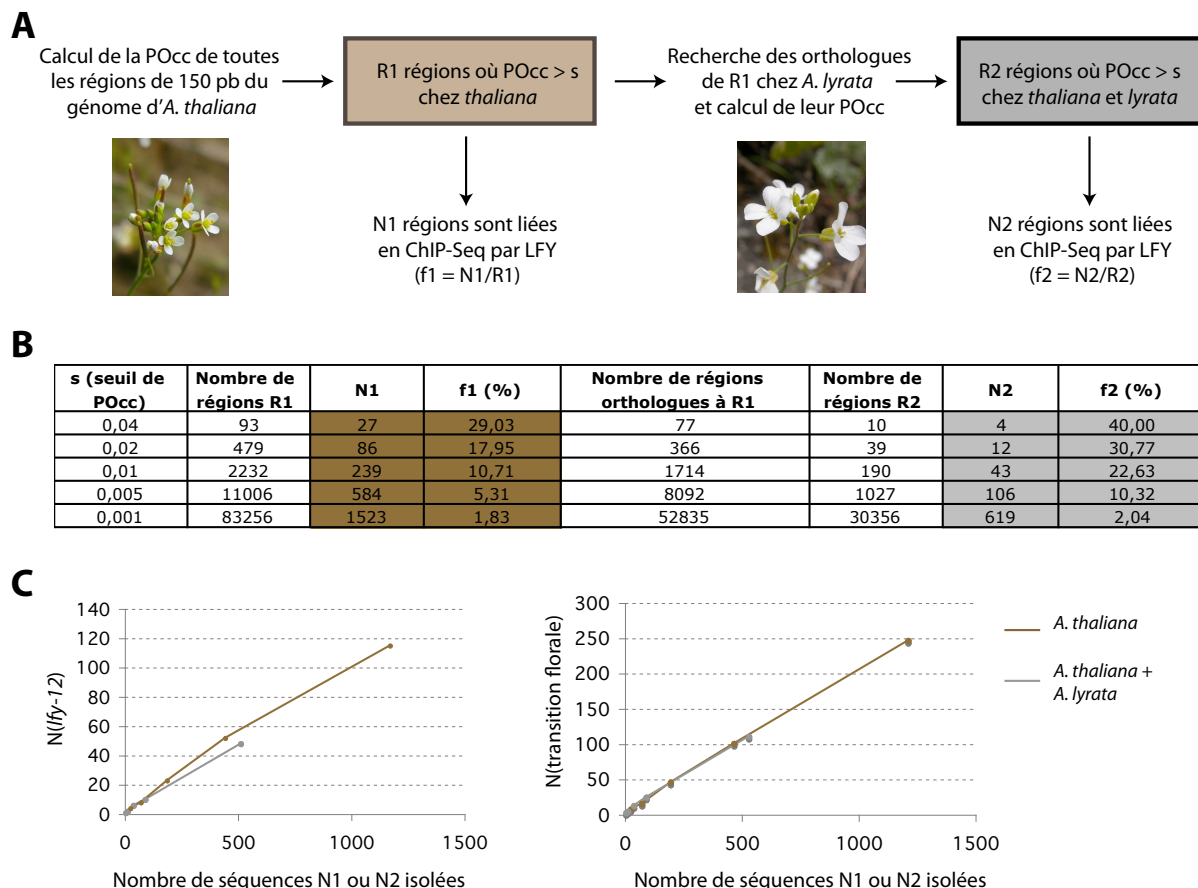 A
Calcul de la POcc de toutes
les régions de 150 pb du
génome d'A. thaliana
R1 régions où POcc > s
chez thaliana
Recherche des orthologues
de R1 chez A. lyrata
et calcul de leur POcc
R2 régions où POcc > s
chez thaliana et lyrata
N1 régions sont liées
en ChIP-Seq par LFY
(f1 = N1/R1)
N2 régions sont liées
en ChIP-Seq par LFY
(f2 = N2/R2)
B
s (seuil de POcc) Nombre de régions R1 N1 f1 (%) Nombre de régions orthologues à R1 Nombre de régions R2 N2 f2 (%)
0,04 93 27 29,03 77 10 4 40,00
0,02 479 86 17,95 366 39 12 30,77
0,01 2232 239 10,71 1714 190 43 22,63
0,005 11006 584 5,31 8092 1027 106 10,32
0,001 83256 1523 1,83 52835 30356 619 2,04
C
N(lfy-12)
140
120
100
80
60
40
20
0
0 500 1000 1500
Nombre de séquences N1 ou N2 isolées
N(transition florale)
300
250
200
150
100
50
0
0 500 1000 1500
Nombre de séquences N1 ou N2 isolées
A. thaliana
A. thaliana +
A. lyrata